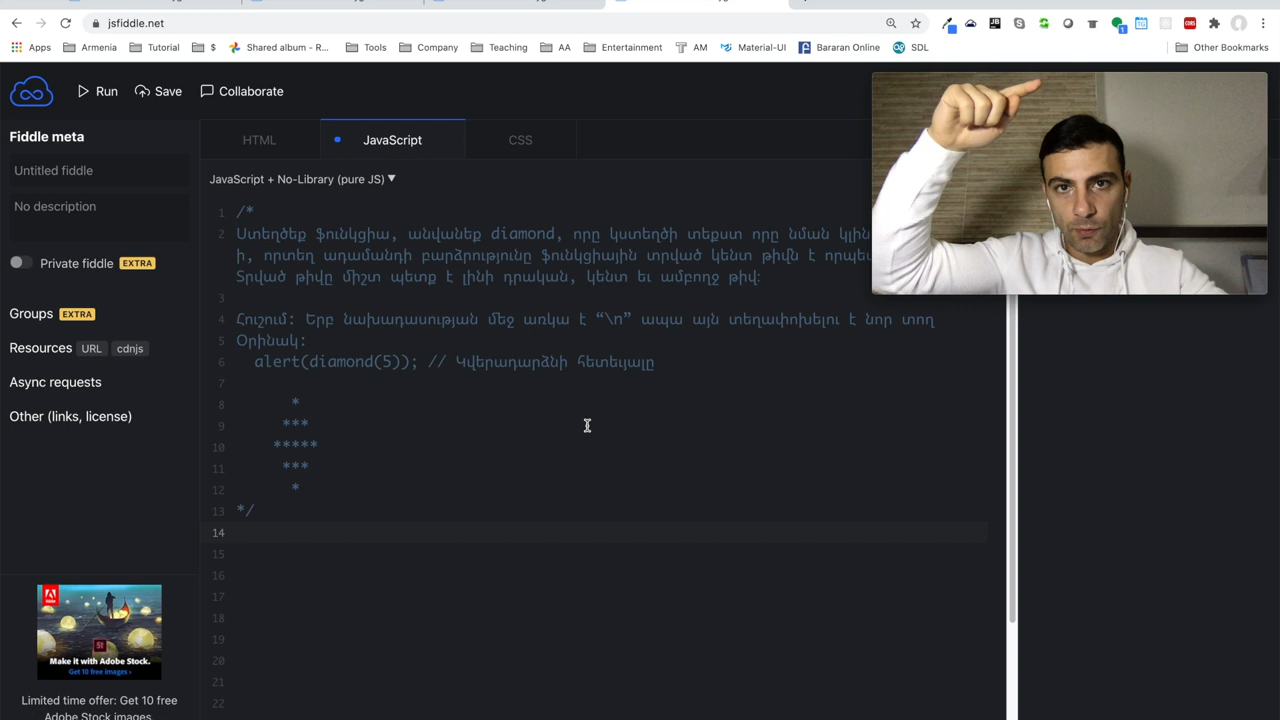 jsfiddle.net
Apps Armenia Tutorial $ Shared album - R... Tools Company Teaching AA Entertainment AM Material-UI Bararan Online SDL Other Bookmarks
Run Save Collaborate
Fiddle meta
Untitled fiddle
No description
Private fiddle EXTRA
Groups EXTRA
Resources URL cdnjs
Async requests
Other (links, license)
Make it with Adobe Stock.
Get 10 free images ›
Limited time offer: Get 10 free
Adobe Stock images
HTML JavaScript CSS
JavaScript + No-Library (pure JS)
1 /*
2 Ստեղծեք ֆունկցիա, անվանեք diamond, որը կստեղծի տեքստ որը նման
ի, որտեղ ադամանդի բարձրությունը ֆունկցիային տրված կենտ թիվն է
Տրված թիվը միշտ պետք է լինի դրական, կենտ եւ ամբողջ թիվ:
3
4 Հուշում: Երբ նախադասության մեջ առկա է “\n” ապա այն տեղափոխելու է նոր տող
5 Օրինակ:
6 alert(diamond(5)); // Կվերադարձնի հետեւյալը
7
8 *
9 ***
10 *****
11 ***
12 *
13 */
14
15
16
17
18
19
20
21
22